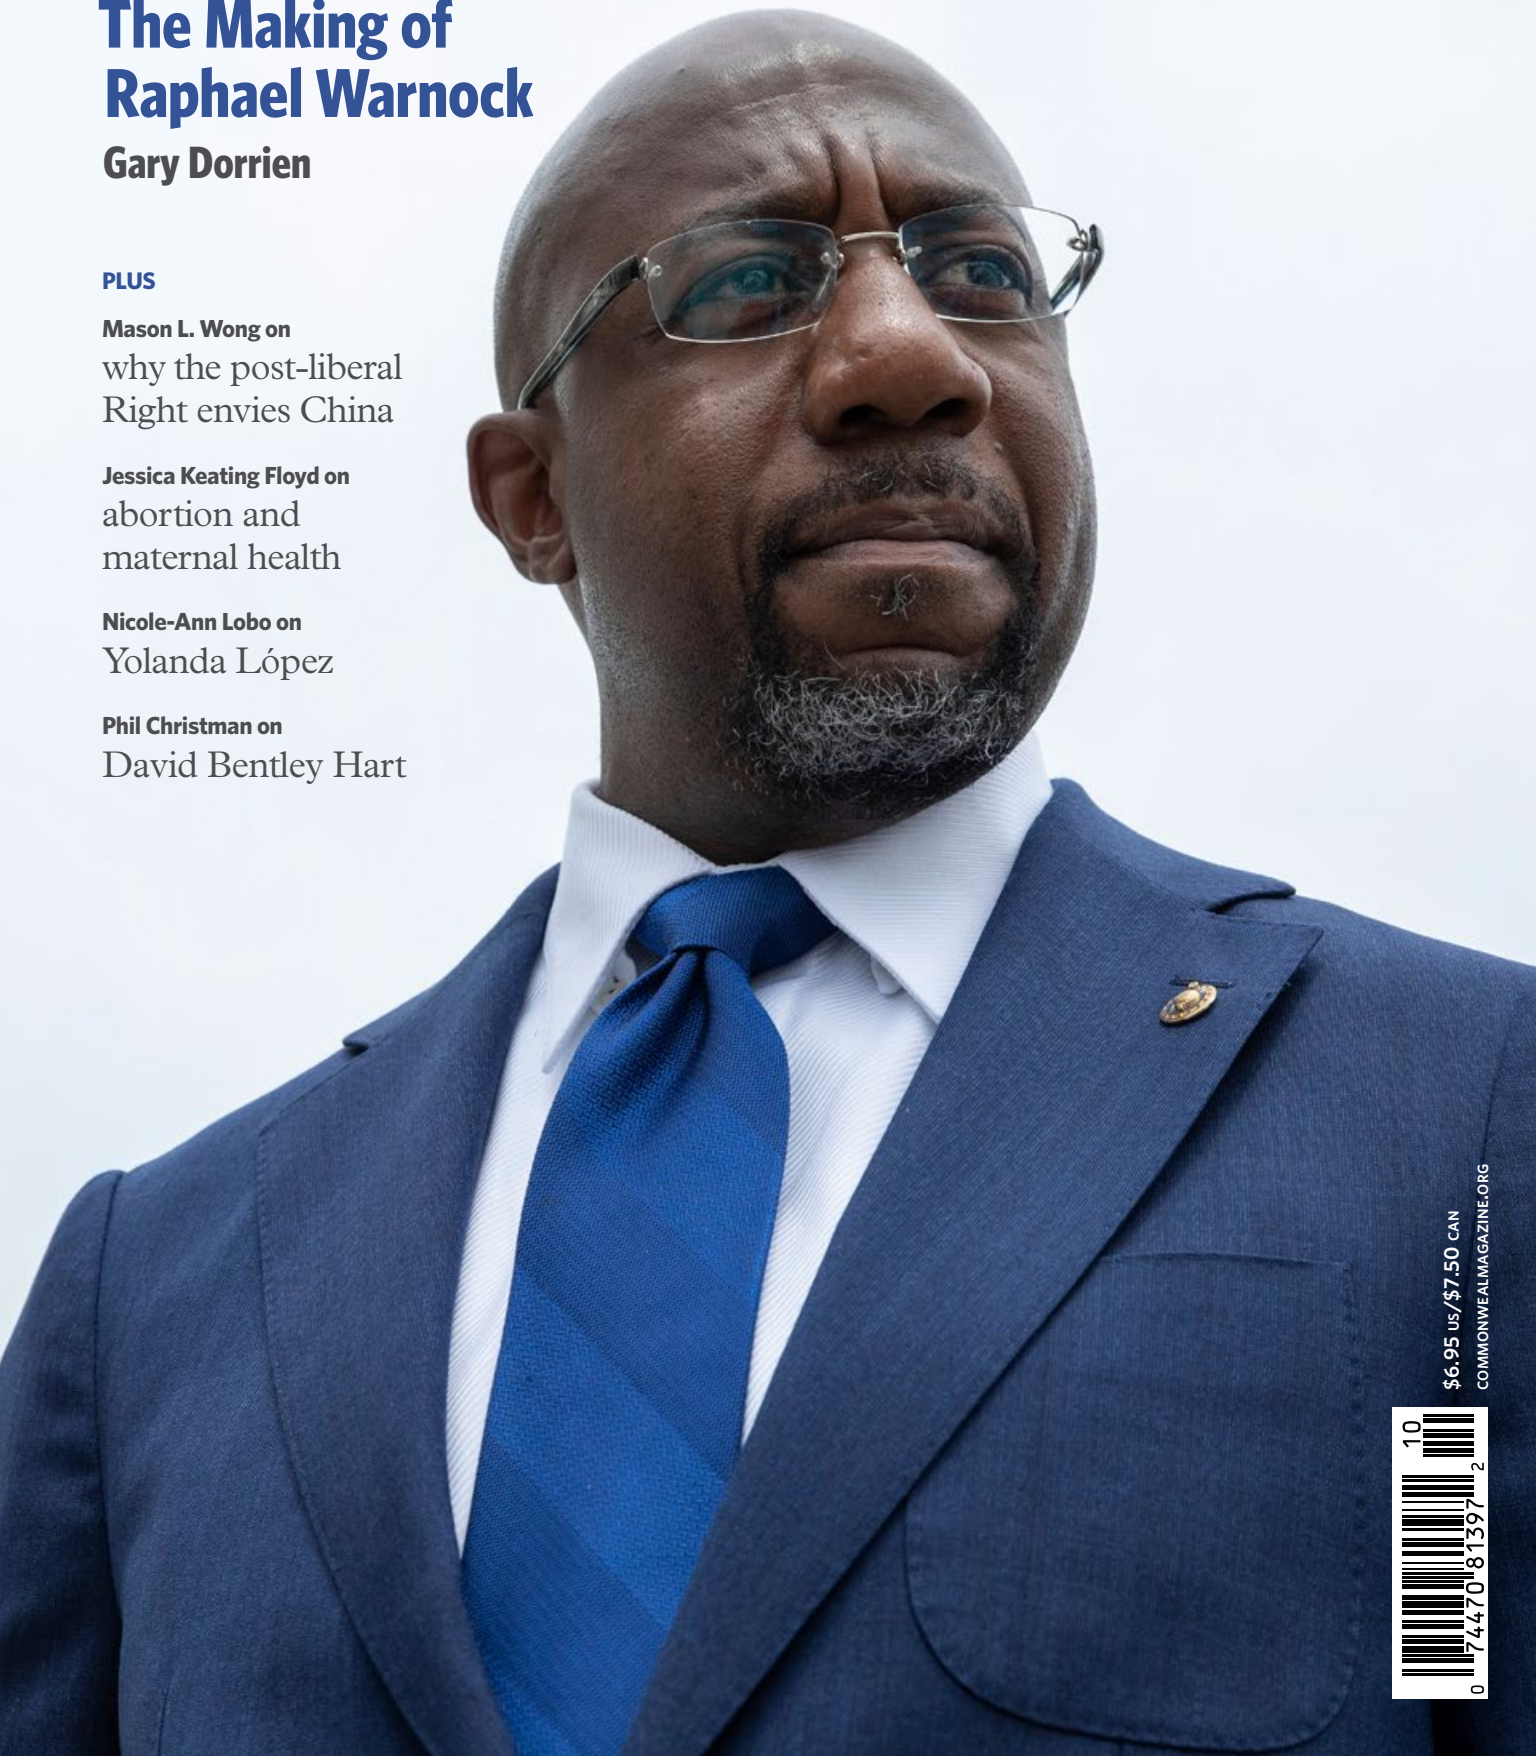 The Making of
Raphael Warnock
Gary Dorrien
PLUS
Mason L. Wong on
why the post-liberal
Right envies China
Jessica Keating Floyd on
abortion and
maternal health
Nicole-Ann Lobo on
Yolanda López
Phil Christman on
David Bentley Hart
$6.95 US/$7.50 CAN
COMMONWEALMAGAZINE.ORG
10
0 74470 81397 2